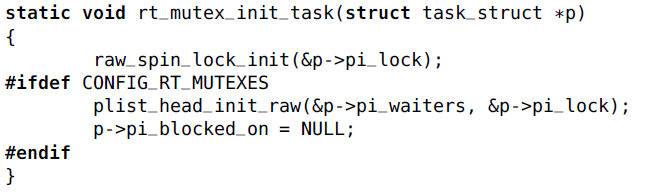 static void rt_mutex_init_task(struct task_struct *p)
{
        raw_spin_lock_init(&p->pi_lock);
#ifdef CONFIG_RT_MUTEXES
        plist_head_init_raw(&p->pi_waiters, &p->pi_lock);
        p->pi_blocked_on = NULL;
#endif
}